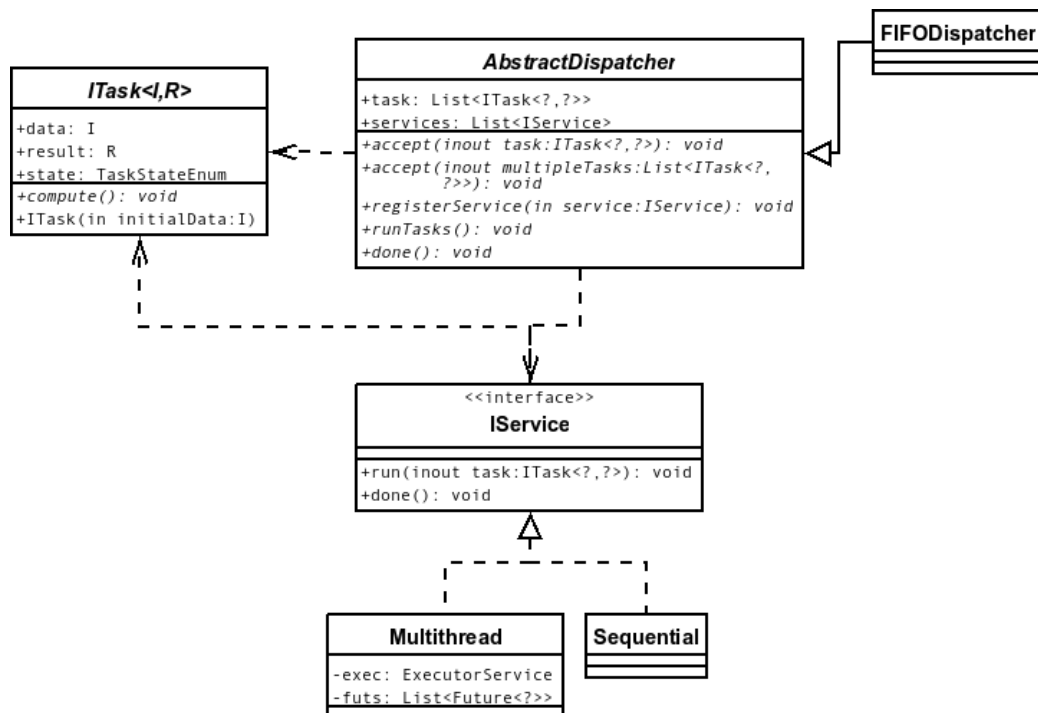 FIFODispatcher
AbstractDispatcher
+task: List<ITask<?,?>>
+services: List<IService>
+accept(inout task:ITask<?,?>): void
+accept(inout multipleTasks:List<ITask<?,
?>>): void
+registerService(in service:IService): void
+runTasks(): void
+done(): void
ITask<I,R>
+data: I
+result: R
+state: TaskStateEnum
+compute(): void
+ITask(in initialData:I)
<<interface>>
IService
+run(inout task:ITask<?,?>): void
+done(): void
Multithread
-exec: ExecutorService
-futs: List<Future<?>>
Sequential